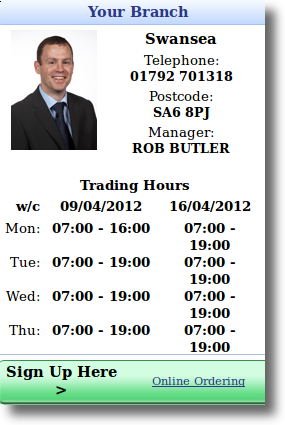 Your Branch
Swansea
Telephone:
01792 701318
Postcode:
SA6 8PJ
Manager:
ROB BUTLER
Trading Hours
w/c 09/04/2012 16/04/2012
Mon: 07:00 - 16:00 07:00 -
19:00
Tue: 07:00 - 19:00 07:00 -
19:00
Wed: 07:00 - 19:00 07:00 -
19:00
Thu: 07:00 - 19:00 07:00 -
19:00
Sign Up Here
> Online Ordering